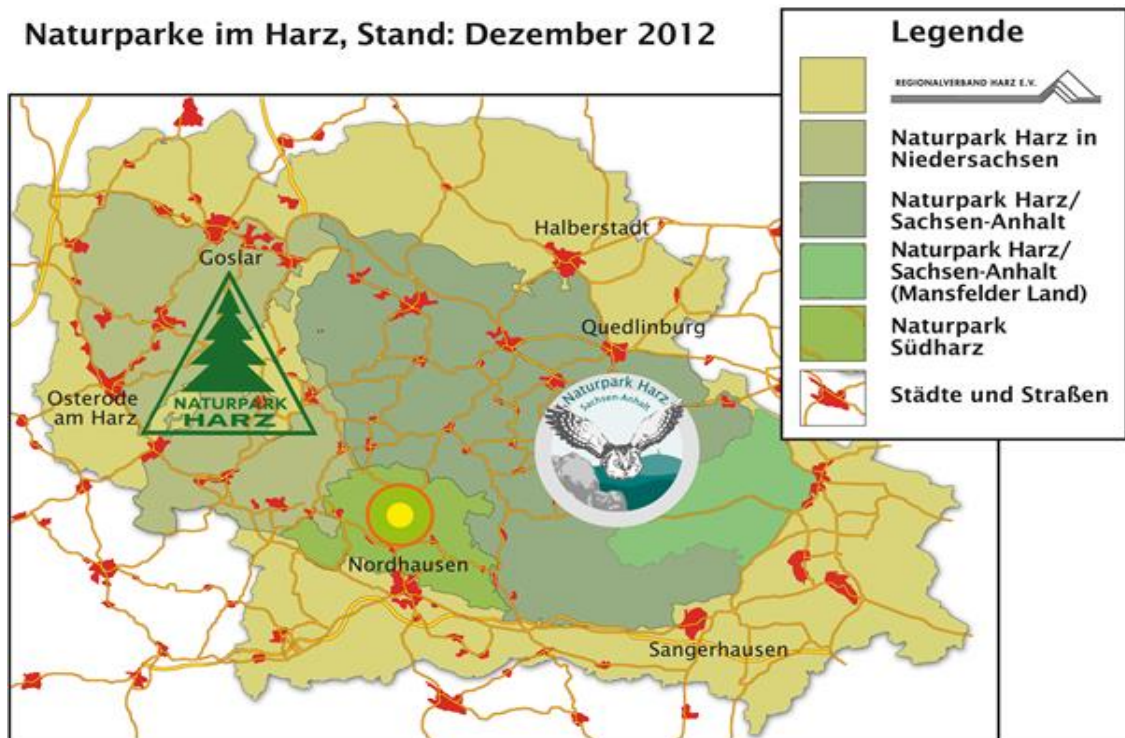 Naturparke im Harz, Stand: Dezember 2012
Legende
REGIONALVERBAND HARZ E.V.
Naturpark Harz in
Niedersachsen
Naturpark Harz/
Sachsen-Anhalt
Naturpark Harz/
Sachsen-Anhalt
(Mansfelder Land)
Naturpark
Südharz
Städte und Straßen
Halberstadt
Goslar
Quedlinburg
Osterode
am Harz
NATURPARK
HARZ
Naturpark Harz
Sachsen-Anhalt
Nordhausen
Sangerhausen